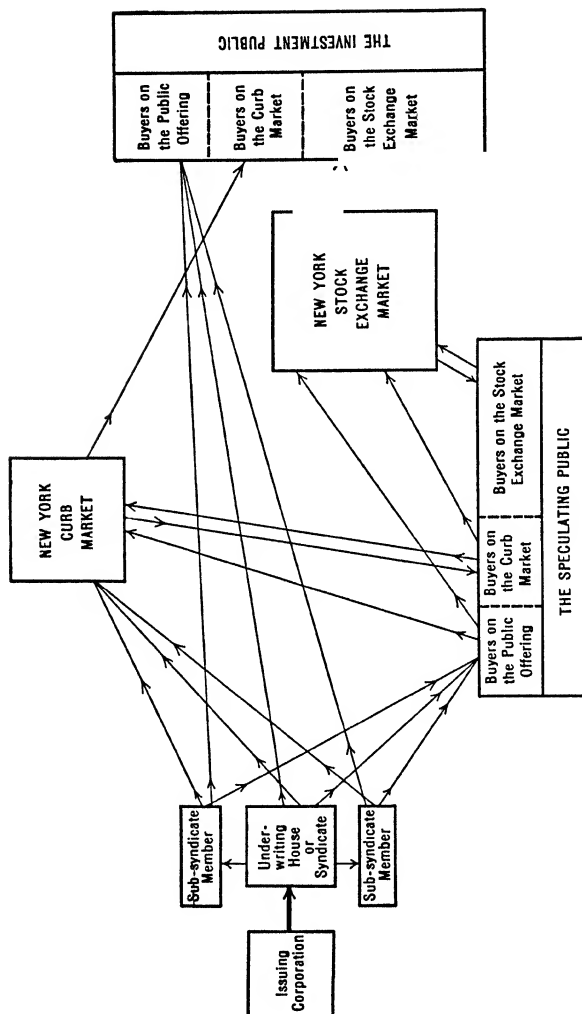 Issuing
Corporation
Sub-syndicate
Member
Under-
writing
House
or
Syndicate
Sub-syndicate
Member
NEW YORK
CURB
MARKET
Buyers on
the Public
Offering
Buyers on
the Curb
Market
Buyers on the Stock
Exchange Market
THE SPECULATING PUBLIC
NEW YORK
STOCK
EXCHANGE
MARKET
Buyers on
the Public
Offering
Buyers on
the Curb
Market
Buyers on
the Stock
Exchange
Market
THE INVESTMENT PUBLIC